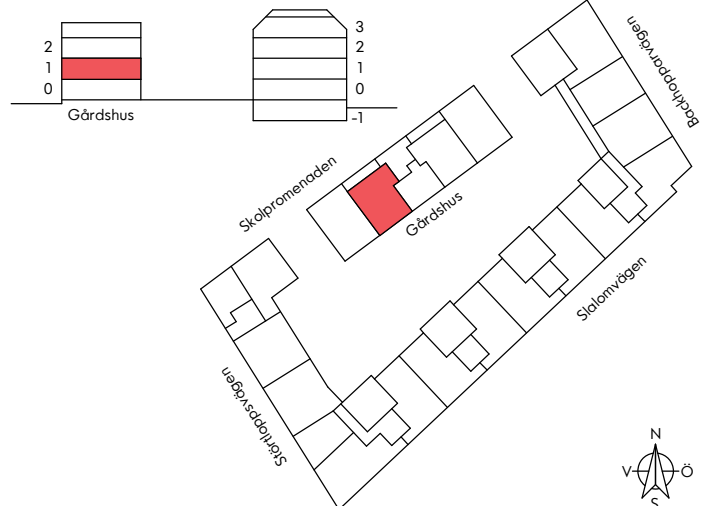 3
2
2
1
1
0
0
-1
Gårdshus
Backhopparvägen
Skolpromenaden
Gårdshus
Slalomvägen
Störtloppsvägen
N
V
Ö
S